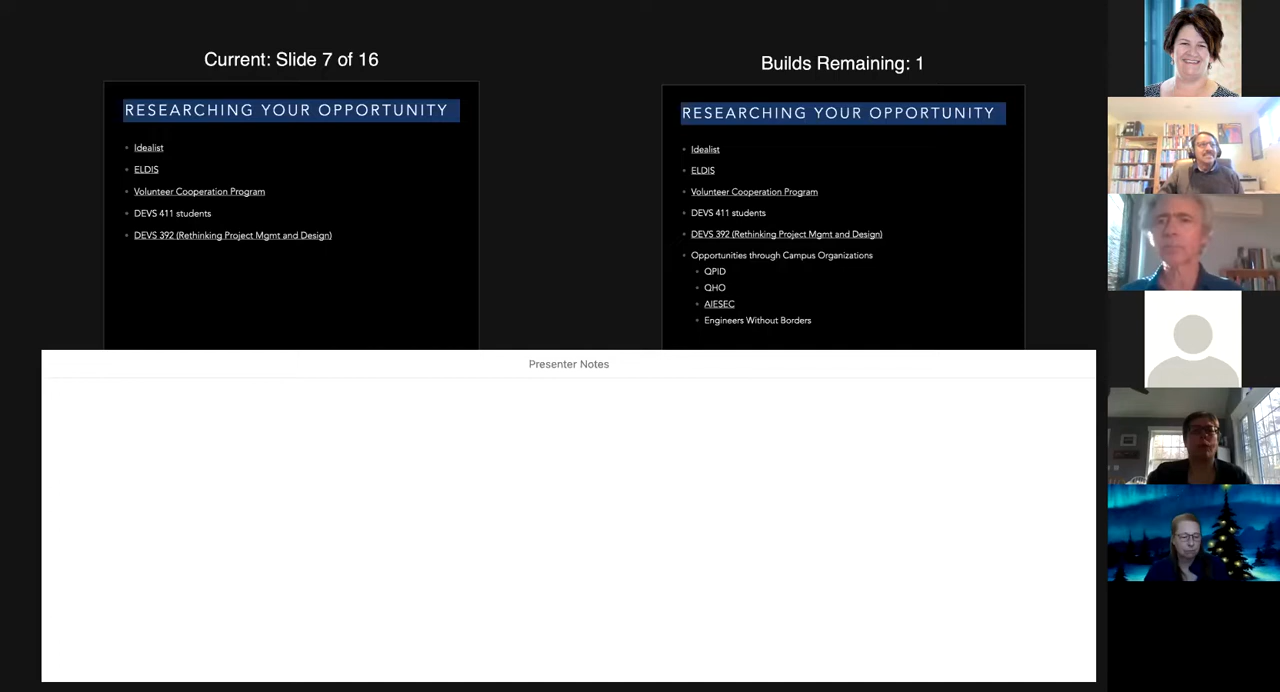 Current: Slide 7 of 16
RESEARCHING YOUR OPPORTUNITY
Idealist
ELDIS
Volunteer Cooperation Program
DEVS 411 students
DEVS 392 (Rethinking Project Mgmt and Design)
Builds Remaining: 1
RESEARCHING YOUR OPPORTUNITY
Idealist
ELDIS
Volunteer Cooperation Program
DEVS 411 students
DEVS 392 (Rethinking Project Mgmt and Design)
Opportunities through Campus Organizations
QPID
QHO
AIESEC
Engineers Without Borders
Presenter Notes